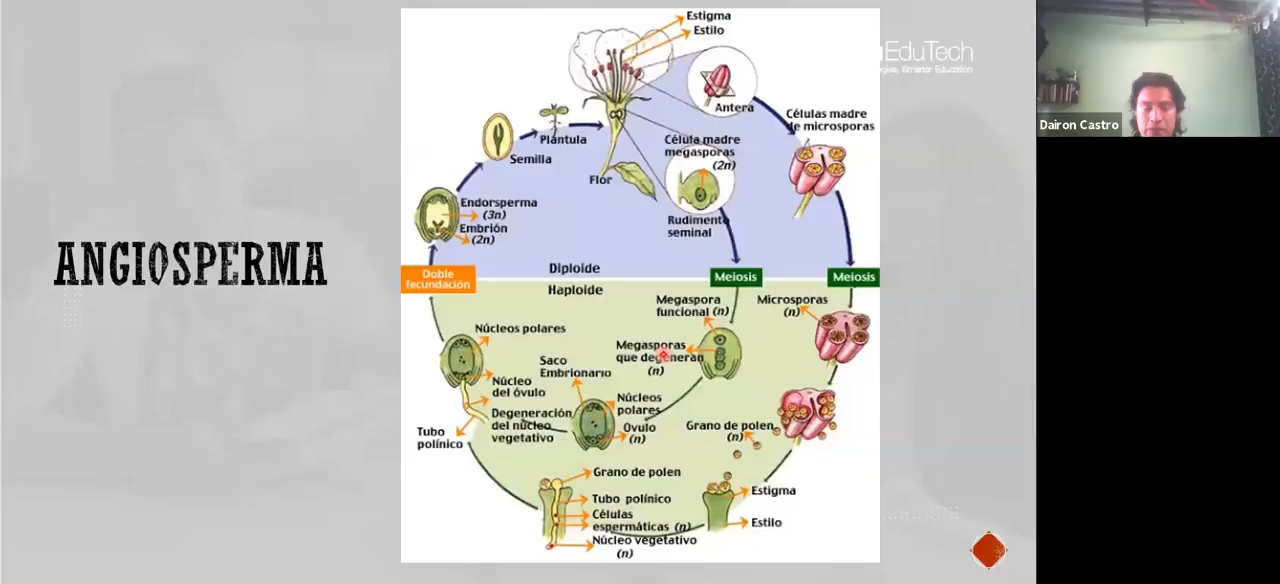 ANGIOSPERMA
Estigma
Estilo
EduTech
Education
Antera
Células madre
de microsporas
Plántula
Semilla
Célula madre
megasporas
(2n)
Flor
Endorsperma
(3n)
Embrión
(2n)
Rudimento
seminal
Diploide
Doble
fecundación
Meiosis
Meiosis
Haploide
Megaspora
funcional (n)
Microsporas
(n)
Núcleos polares
Megasporas
que degeneran
(n)
Saco
Embrionario
Núcleo
del óvulo
Núcleos
polares
Degeneración
del núcleo
vegetativo
Ovulo
(n)
Grano de polen
(n)
Tubo
polínico
Grano de polen
Tubo polínico
Células
espermáticas (n)
Núcleo vegetativo
(n)
Estigma
Estilo
Dairon Castro